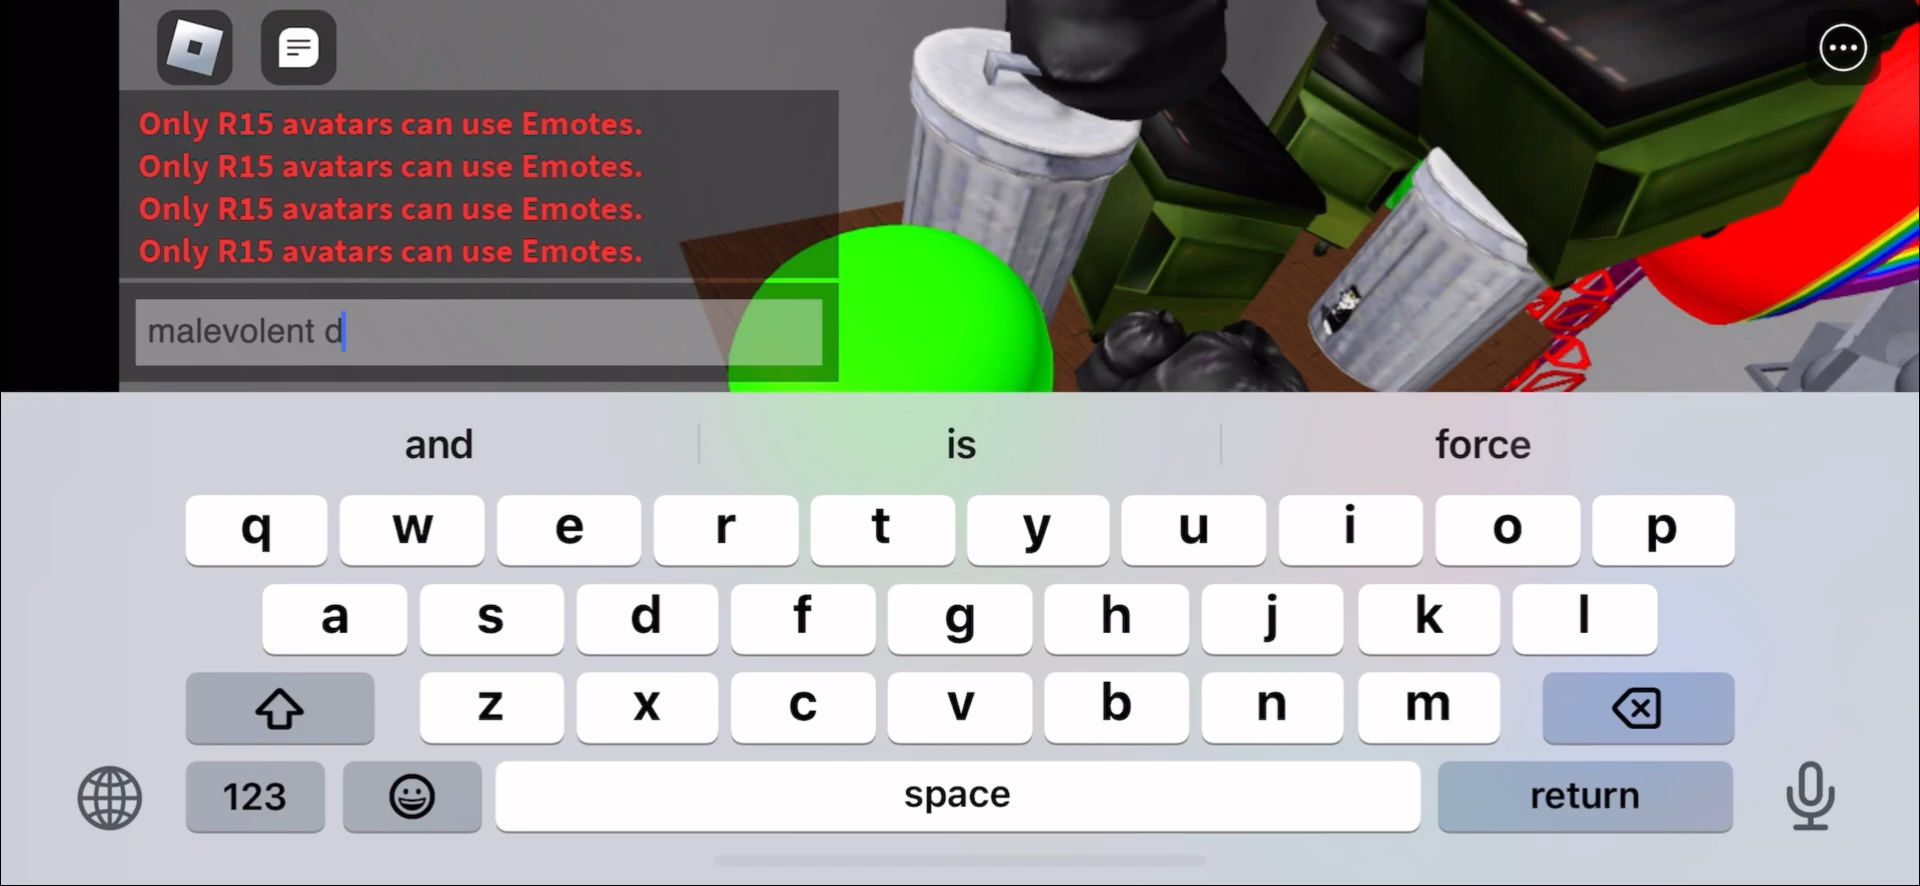 Only R15 avatars can use Emotes.
Only R15 avatars can use Emotes.
Only R15 avatars can use Emotes.
Only R15 avatars can use Emotes.
malevolent d
and is force
q w e r t y u i o p
a s d f g h j k l
z x c v b n m
123 space return